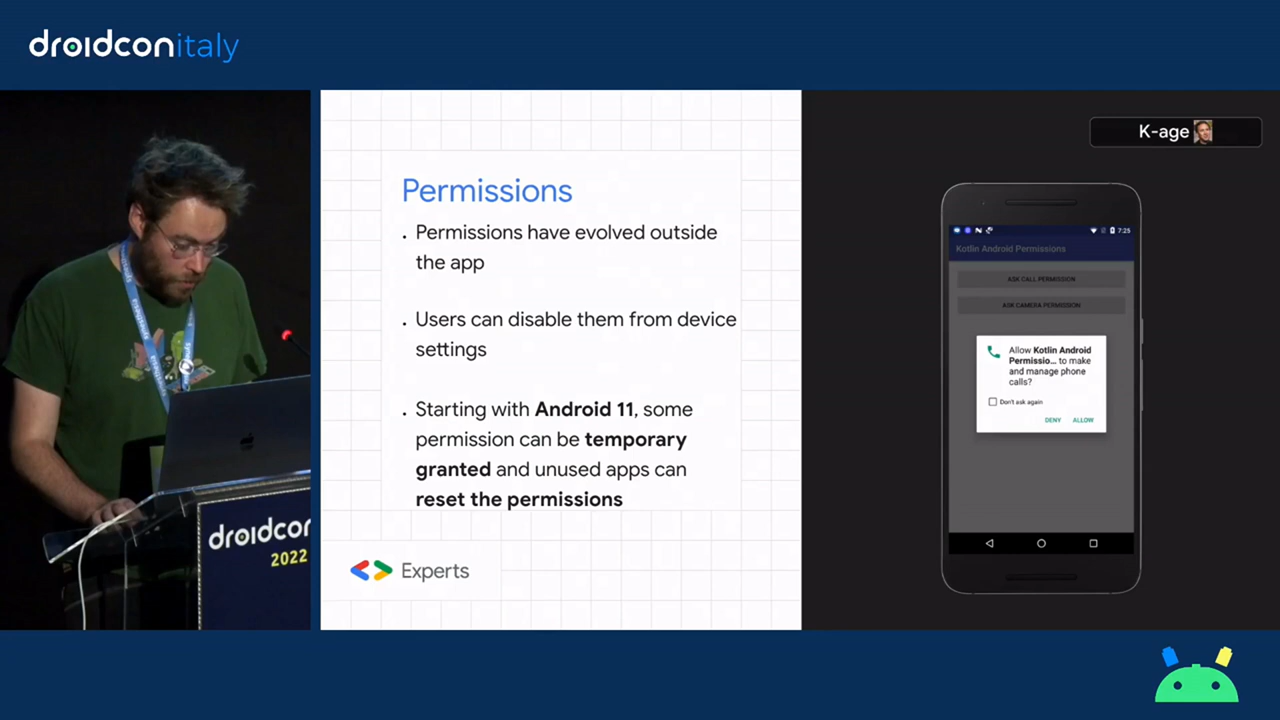 droidconitaly
Permissions
. Permissions have evolved outside
the app
. Users can disable them from device
settings
. Starting with Android 11, some
permission can be temporary
granted and unused apps can
reset the permissions
Experts
K-age
7:25
Kotlin Android Permissions
ASK CALL PERMISSION
ASK CAMERA PERMISSION
Allow Kotlin Android
Permissio... to make
and manage phone
calls?
Don't ask again
DENY ALLOW
droidcon
2022